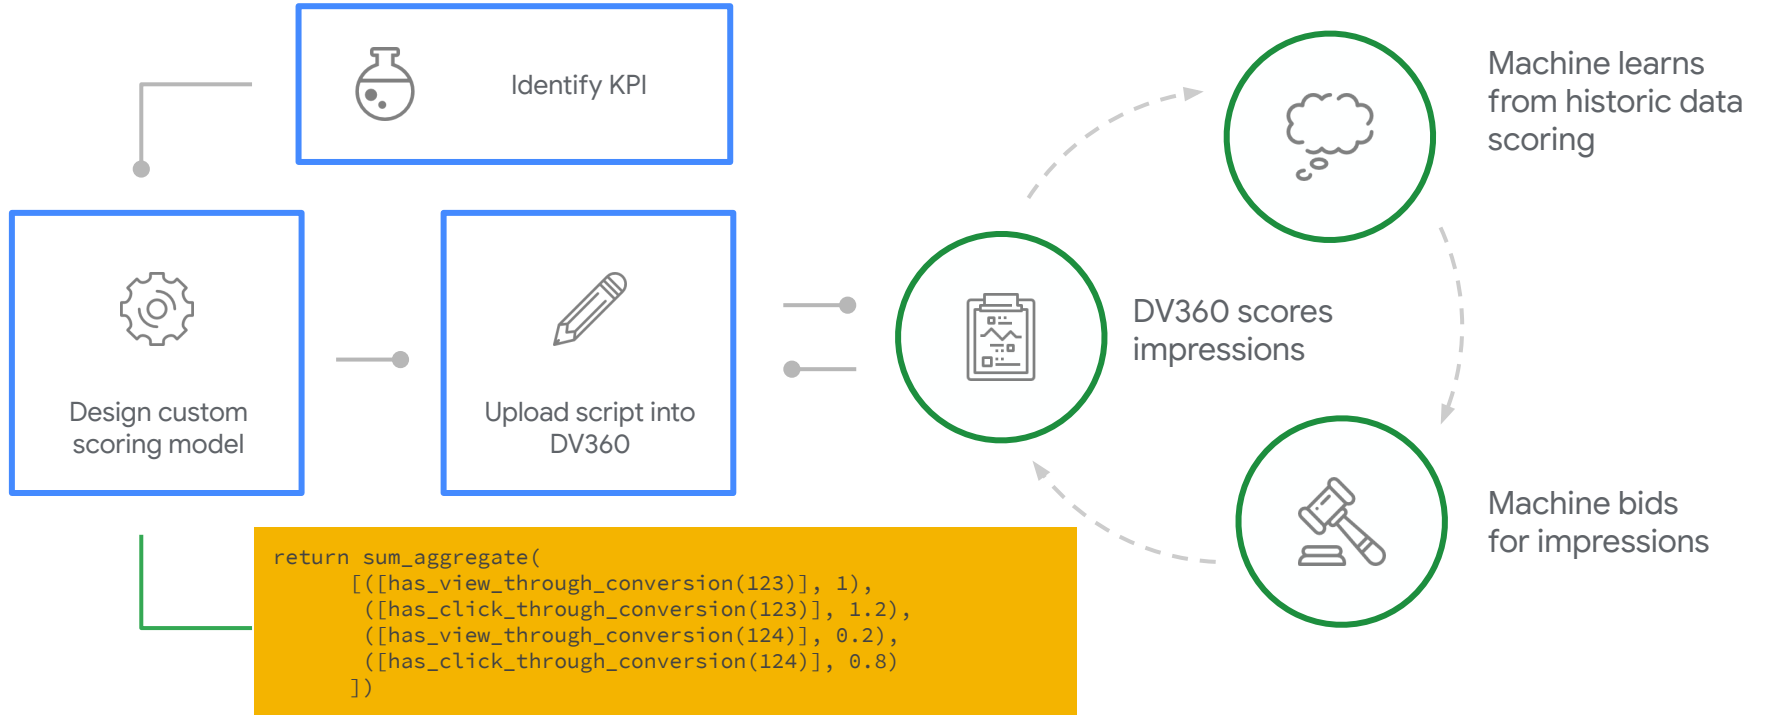 Identify KPI
Design custom
scoring model
Upload script into
DV360
return sum_aggregate(
[([has_view_through_conversion(123)], 1),
([has_click_through_conversion(123)], 1.2),
([has_view_through_conversion(124)], 0.2),
([has_click_through_conversion(124)], 0.8)
])
DV360 scores
impressions
Machine learns
from historic data
scoring
Machine bids
for impressions